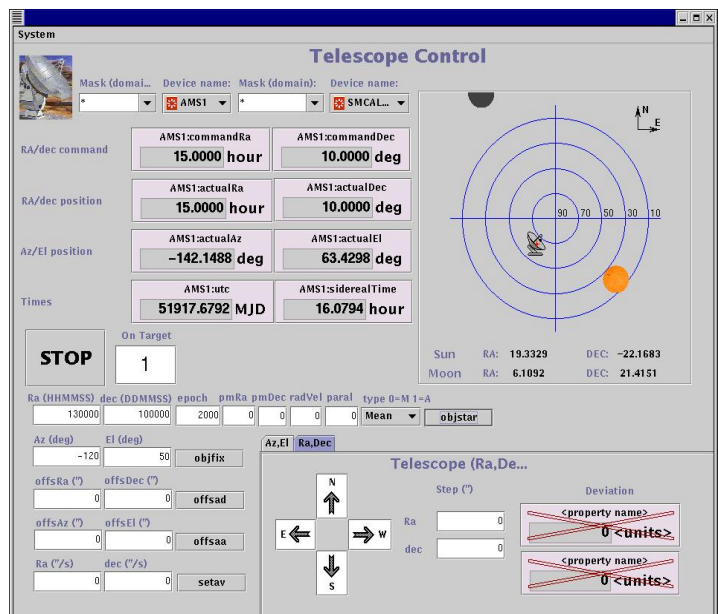 System
Telescope Control
Mask (domai... Device name: Mask (domain): Device name:
* AMS1 * SMCAL...
AMS1:commandRa AMS1:commandDec
RA/dec command 15.0000 hour 10.0000 deg
AMS1:actualRa AMS1:actualDec
RA/dec position 15.0000 hour 10.0000 deg
AMS1:actualAz AMS1:actualEl
Az/El position -142.1488 deg 63.4298 deg
AMS1:utc AMS1:siderealTime
Times 51917.6792 MJD 16.0794 hour
N
E
90 70 50 30 10
On Target
STOP 1
Sun RA: 19.3329 DEC: -22.1683
Moon RA: 6.1092 DEC: 21.4151
Ra (HHMMSS) dec (DDMMSS) epoch pmRa pmDec radVel paral type 0=M 1=A
130000 100000 2000 0 0 0 0 Mean objstar
Az (deg) El (deg)
-120 50 objfix
offsRa (") offsDec (")
0 0 offsad
offsAz (") offsEl (")
0 0 offsaa
Ra ("/s) dec ("/s)
0 0 setav
Az,El Ra,Dec
Telescope (Ra,De...
N
E W
S
Step (") Deviation
Ra 0
dec 0
<property name>
0 <units>
<property name>
0 <units>